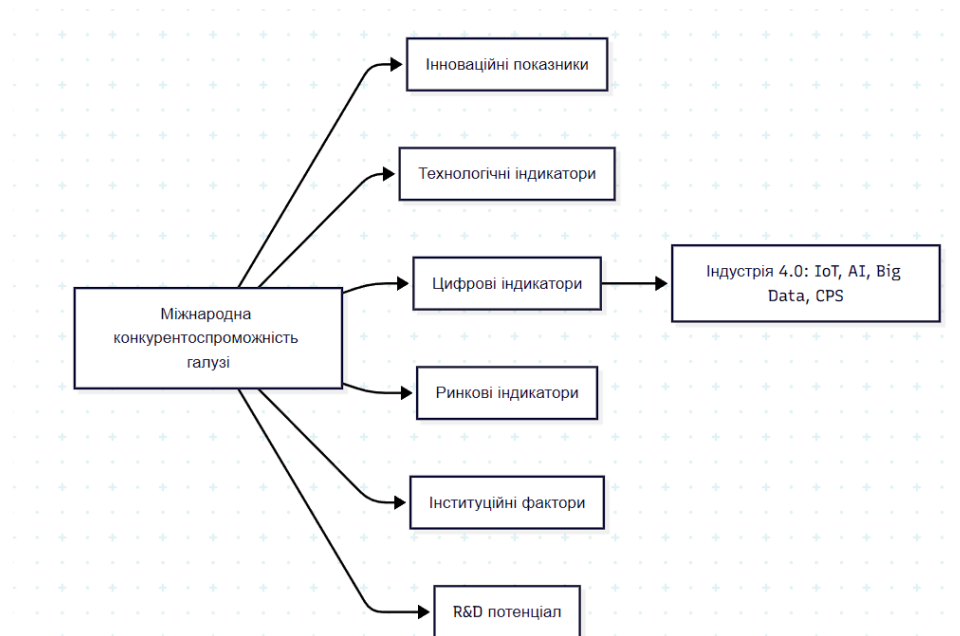 Інноваційні показники
Технологічні індикатори
Цифрові індикатори
Індустрія 4.0: IoT, AI, Big
Data, CPS
Міжнародна
конкурентоспроможність
галузі
Ринкові індикатори
Інституційні фактори
R&D потенціал